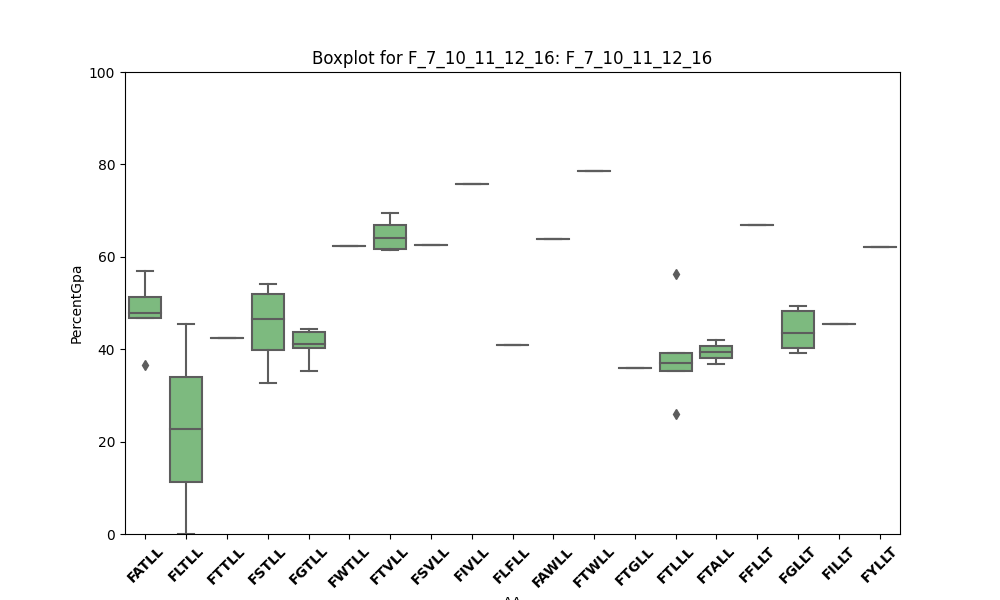 Boxplot for F_7_10_11_12_16: F_7_10_11_12_16
100
80
60
40
20
0
PercentGpa
FATLL
FLTLL
FTTLL
FSTLL
FGTLL
FWTLL
FTVLL
FSVLL
FIVLL
FLFLL
FAWLL
FTWLL
FTGLL
FTLLL
FTALL
FFLLT
FGLLT
FILLT
FYLLT